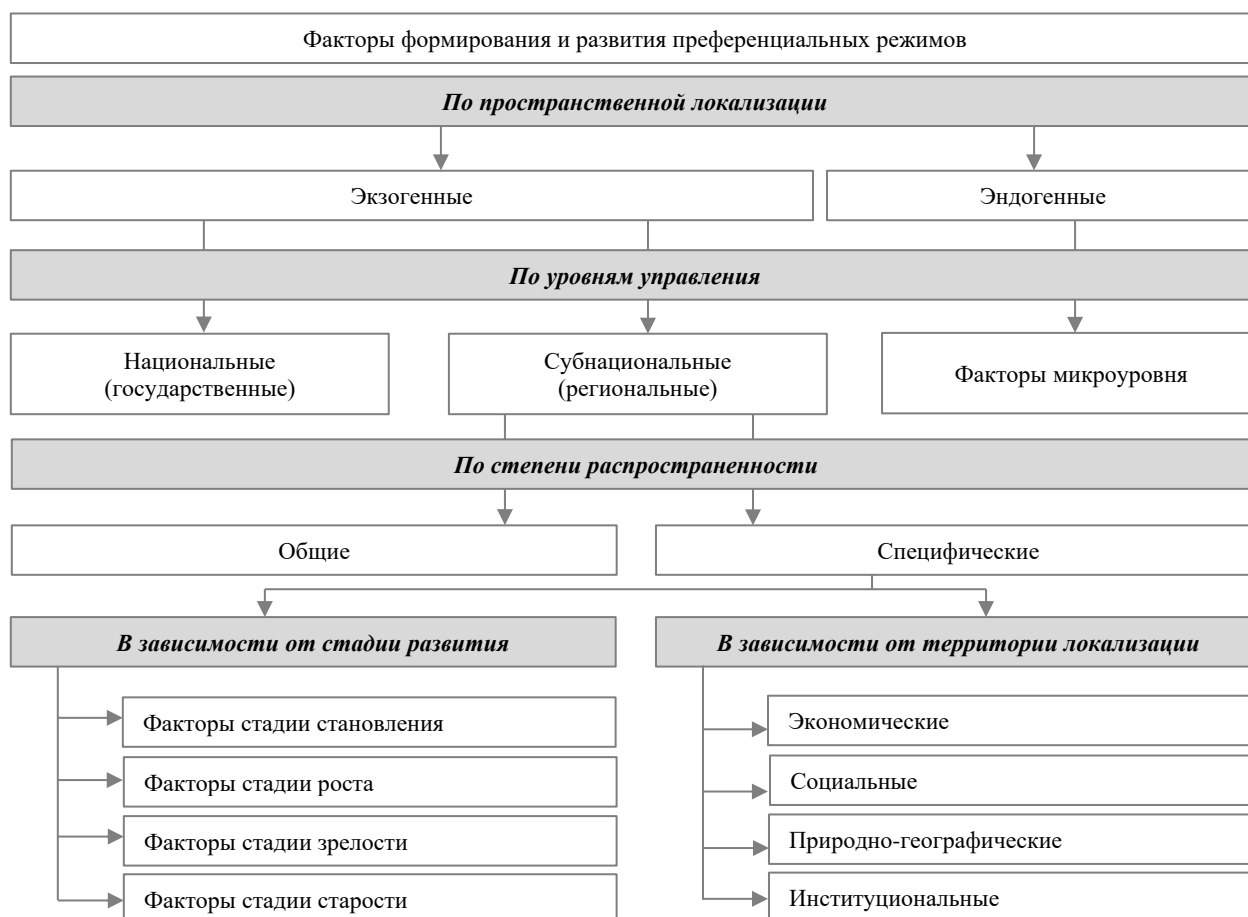 Факторы формирования и развития преференциальных режимов
По пространственной локализации
Экзогенные
Эндогенные
По уровням управления
Национальные
(государственные)
Субнациональные
(региональные)
Факторы микроуровня
По степени распространенности
Общие
Специфические
В зависимости от стадии развития
Факторы стадии становления
Факторы стадии роста
Факторы стадии зрелости
Факторы стадии старости
В зависимости от территории локализации
Экономические
Социальные
Природно-географические
Институциональные